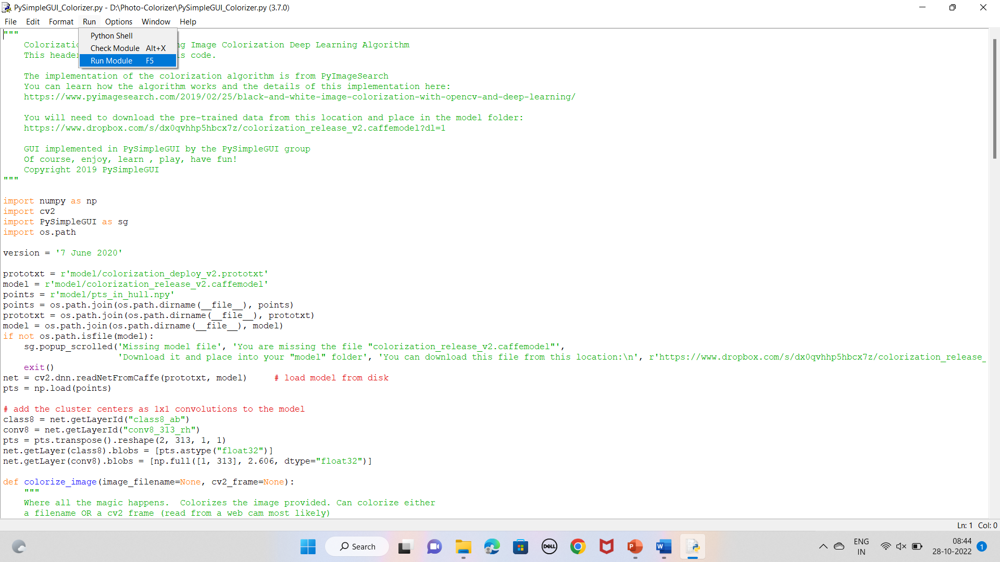 PySimpleGUI_Colorizer.py - D:\Photo-Colorizer\PySimpleGUI_Colorizer.py (3.7.0)
File Edit Format Run Options Window Help
Python Shell
Check Module Alt+X
Run Module F5
"""
Colorizatio ng Image Colorization Deep Learning Algorithm
This header is code.
The implementation of the colorization algorithm is from PyImageSearch
You can learn how the algorithm works and the details of this implementation here:
https://www.pyimagesearch.com/2019/02/25/black-and-white-image-colorization-with-opencv-and-deep-learning/
You will need to download the pre-trained data from this location and place in the model folder:
https://www.dropbox.com/s/dx0qvhhp5hbcx7z/colorization_release_v2.caffemodel?dl=1
GUI implemented in PySimpleGUI by the PySimpleGUI group
Of course, enjoy, learn , play, have fun!
Copyright 2019 PySimpleGUI
"""
import numpy as np
import cv2
import PySimpleGUI as sg
import os.path
version = '7 June 2020'
prototxt = r'model/colorization_deploy_v2.prototxt'
model = r'model/colorization_release_v2.caffemodel'
points = r'model/pts_in_hull.npy'
points = os.path.join(os.path.dirname(__file__), points)
prototxt = os.path.join(os.path.dirname(__file__), prototxt)
model = os.path.join(os.path.dirname(__file__), model)
if not os.path.isfile(model):
sg.popup_scrolled('Missing model file', 'You are missing the file "colorization_release_v2.caffemodel"',
'Download it and place into your "model" folder', 'You can download this file from this location:\n', r'https://www.dropbox.com/s/dx0qvhhp5hbcx7z/colorization_release_
exit()
net = cv2.dnn.readNetFromCaffe(prototxt, model) # load model from disk
pts = np.load(points)
# add the cluster centers as 1x1 convolutions to the model
class8 = net.getLayerId("class8_ab")
conv8 = net.getLayerId("conv8_313_rh")
pts = pts.transpose().reshape(2, 313, 1, 1)
net.getLayer(class8).blobs = [pts.astype("float32")]
net.getLayer(conv8).blobs = [np.full([1, 313], 2.606, dtype="float32")]
def colorize_image(image_filename=None, cv2_frame=None):
"""
Where all the magic happens. Colorizes the image provided. Can colorize either
a filename OR a cv2 frame (read from a web cam most likely)
Ln: 1 Col: 0
Search
DELL
ENG
IN
08:44
28-10-2022
1